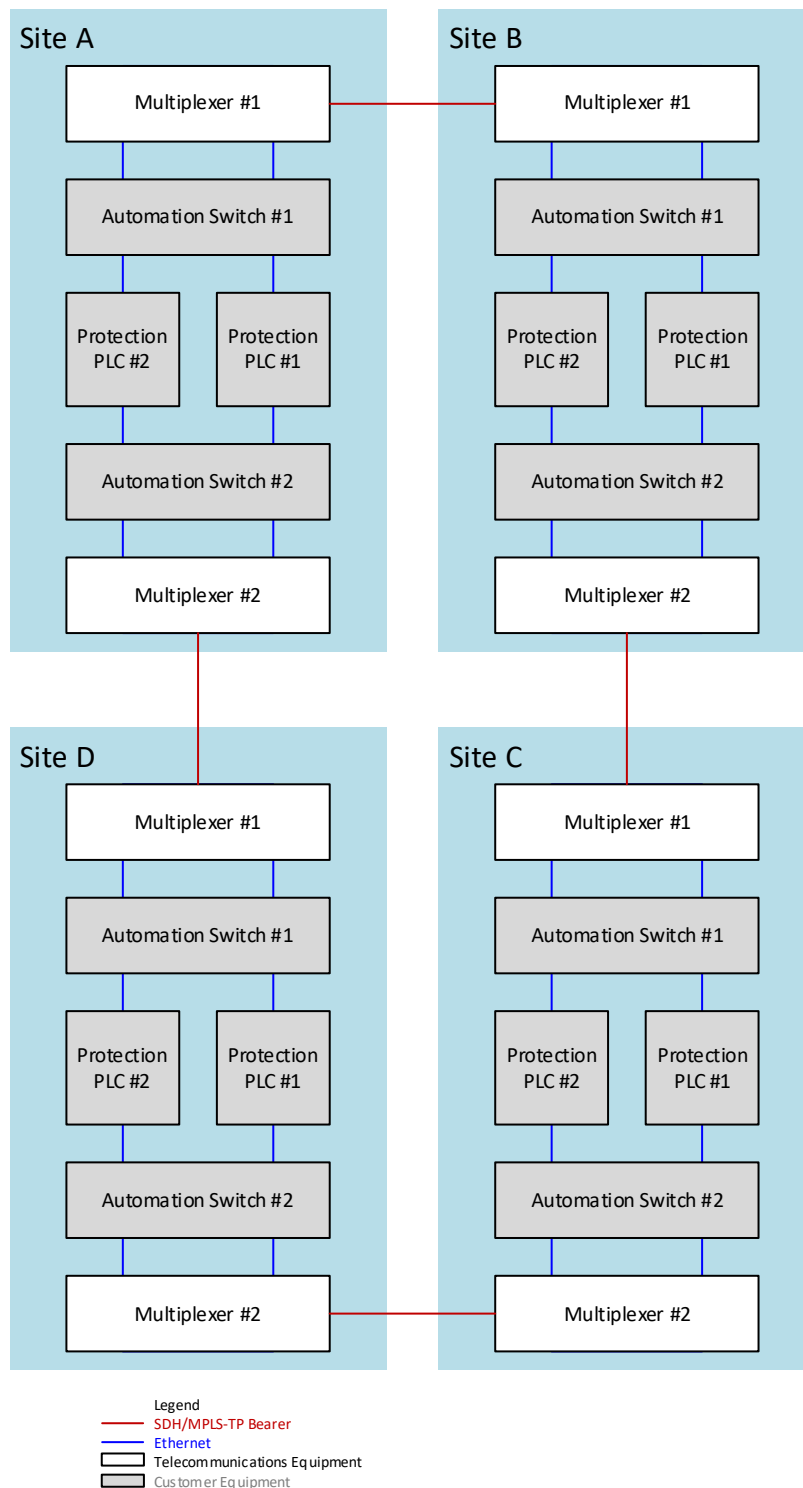 Site A
Multiplexer #1
Automation Switch #1
Protection
PLC #2
Protection
PLC #1
Automation Switch #2
Multiplexer #2
Site B
Multiplexer #1
Automation Switch #1
Protection
PLC #2
Protection
PLC #1
Automation Switch #2
Multiplexer #2
Site D
Multiplexer #1
Automation Switch #1
Protection
PLC #2
Protection
PLC #1
Automation Switch #2
Multiplexer #2
Site C
Multiplexer #1
Automation Switch #1
Protection
PLC #2
Protection
PLC #1
Automation Switch #2
Multiplexer #2
Legend
SDH/MPLS-TP Bearer
Ethernet
Telecommunications Equipment
Customer Equipment